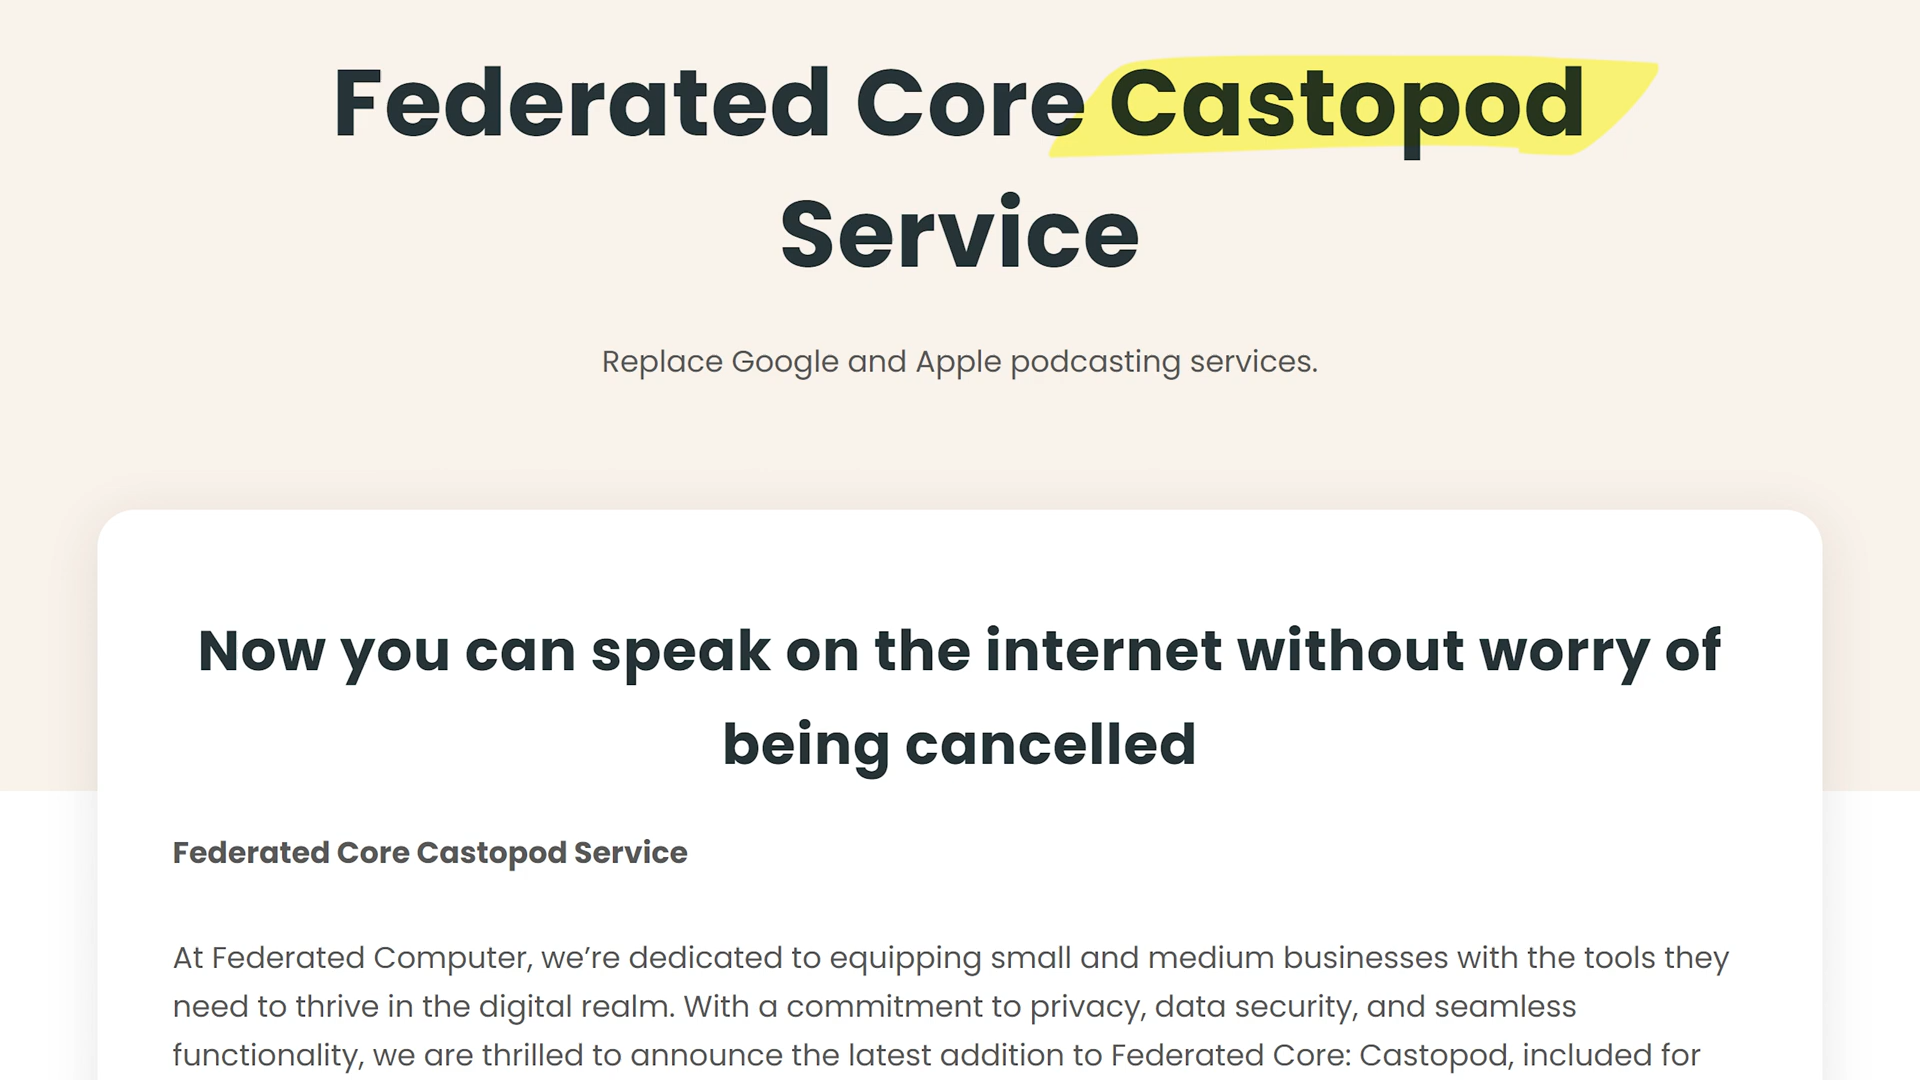 Federated Core Castopod
Service
Replace Google and Apple podcasting services.
Now you can speak on the internet without worry of
being cancelled
Federated Core Castopod Service
At Federated Computer, we’re dedicated to equipping small and medium businesses with the tools they
need to thrive in the digital realm. With a commitment to privacy, data security, and seamless
functionality, we are thrilled to announce the latest addition to Federated Core: Castopod, included for